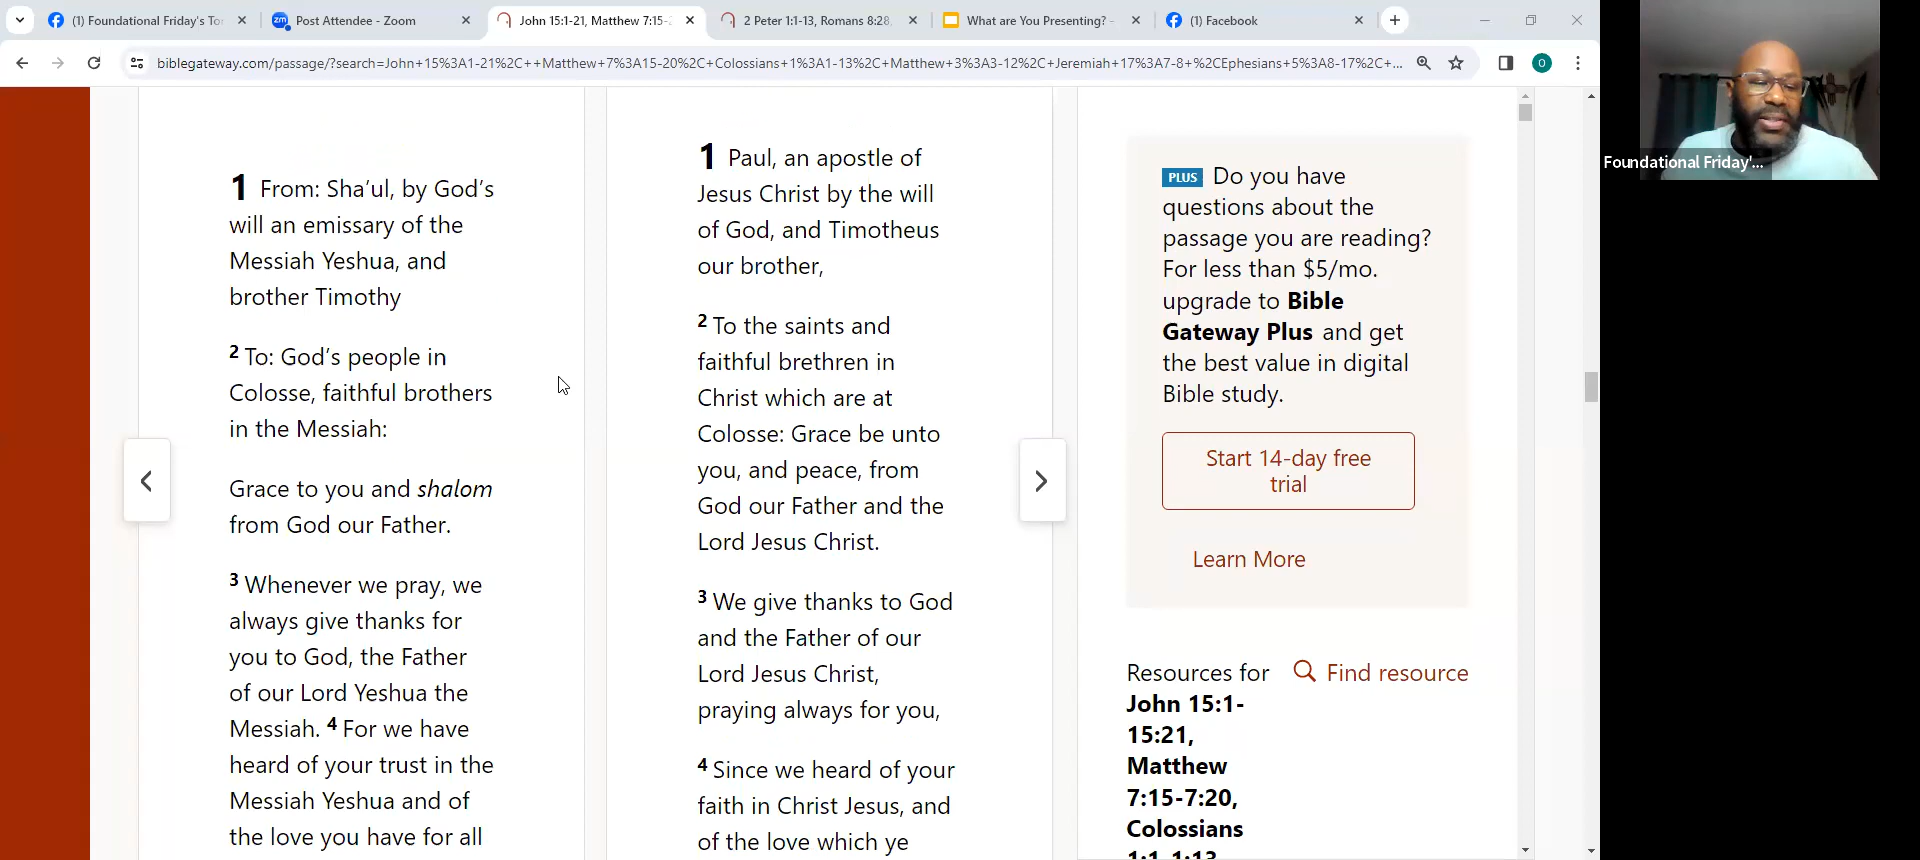 (1) Foundational Friday's To
Post Attendee - Zoom
John 15:1-21, Matthew 7:15-2
2 Peter 1:1-13, Romans 8:28,
What are You Presenting? -
(1) Facebook
biblegateway.com/passage/?search=John+15%3A1-21%2C++Matthew+7%3A15-20%2C+Colossians+1%3A1-13%2C+Matthew+3%3A3-12%2C+Jeremiah+17%3A7-8+%2CEphesians+5%3A8-17%2C+...
O
Foundational Friday'...
1 From: Sha’ul, by God’s
will an emissary of the
Messiah Yeshua, and
brother Timothy
2 To: God’s people in
Colosse, faithful brothers
in the Messiah:
Grace to you and shalom
from God our Father.
3 Whenever we pray, we
always give thanks for
you to God, the Father
of our Lord Yeshua the
Messiah. 4 For we have
heard of your trust in the
Messiah Yeshua and of
the love you have for all
1 Paul, an apostle of
Jesus Christ by the will
of God, and Timotheus
our brother,
2 To the saints and
faithful brethren in
Christ which are at
Colosse: Grace be unto
you, and peace, from
God our Father and the
Lord Jesus Christ.
3 We give thanks to God
and the Father of our
Lord Jesus Christ,
praying always for you,
4 Since we heard of your
faith in Christ Jesus, and
of the love which ye
PLUS Do you have
questions about the
passage you are reading?
For less than $5/mo.
upgrade to Bible
Gateway Plus and get
the best value in digital
Bible study.
Start 14-day free
trial
Learn More
Resources for
Find resource
John 15:1-
15:21,
Matthew
7:15-7:20,
Colossians
1:1-1:13